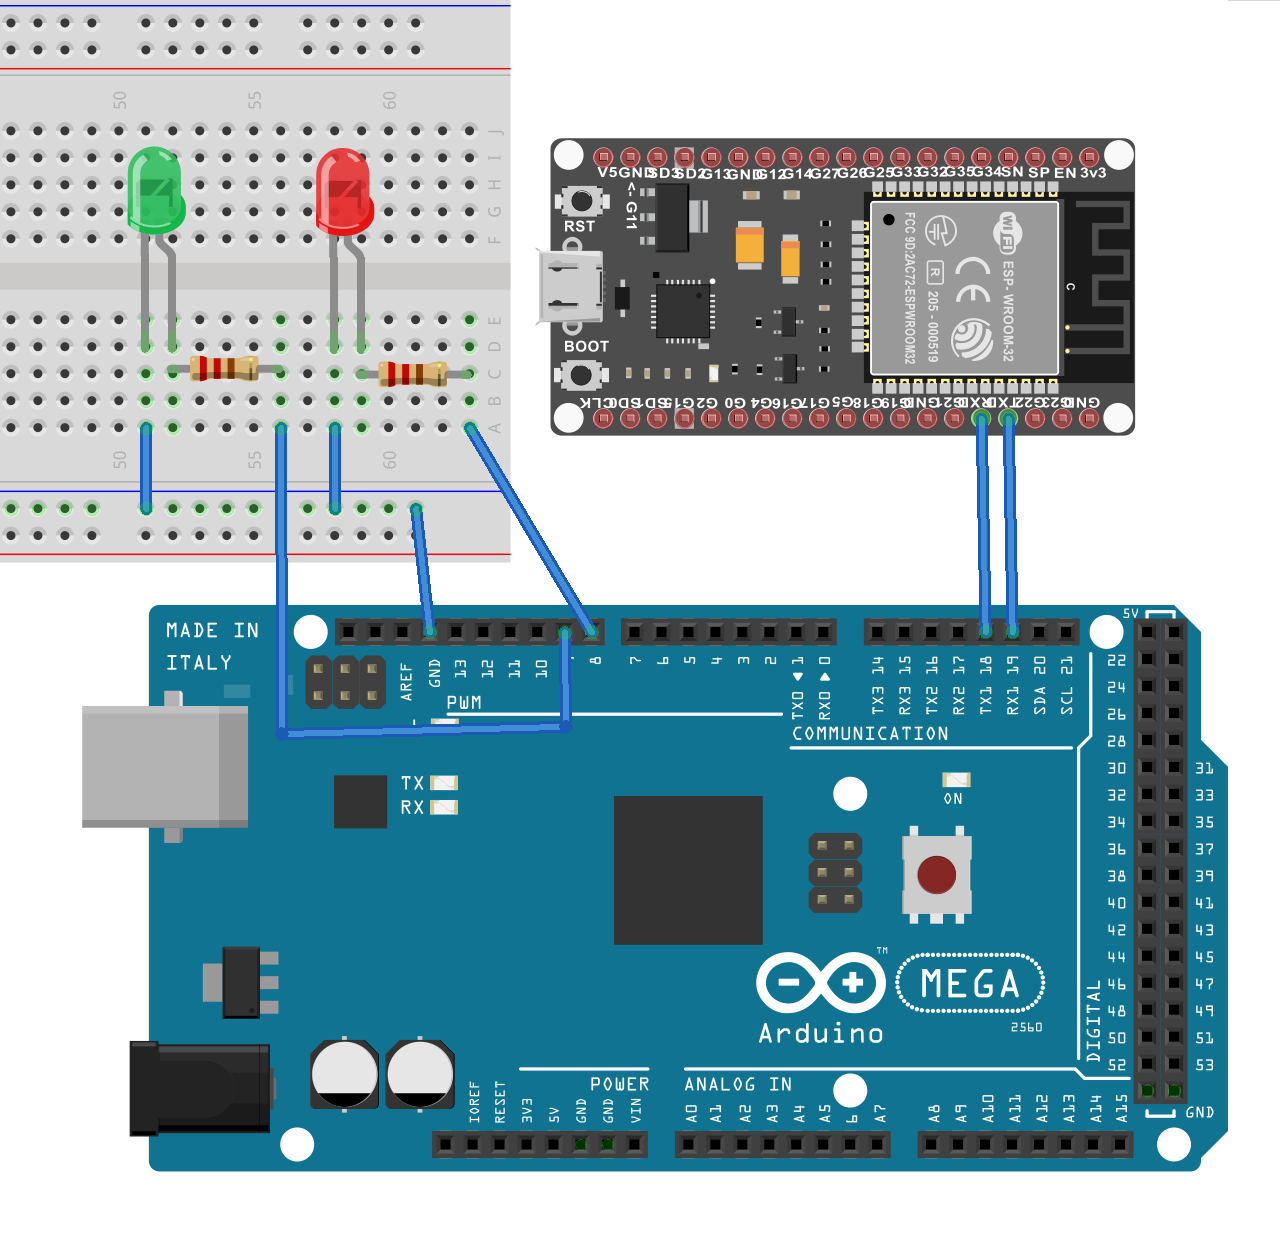 50 55 60
J
I
H
G
F
E
D
C
B
A
50 55 60
V5 GND SD3 SD2 G13 GND G12 G14 G27 G26 G25 G33 G32 G35 G34 SN SP EN 3v3
<- G11
RST
BOOT
FCC 9D:2AC72-ESPWROOM32
R
205 - 000519
CE
Wi Fi
ESP- WROOM-32
C
CLK SD0 SD1 G15 G2 G0 G4 G16 G17 G5 G18 G19 GND G21 RXD TXD G22 G23 GND
MADE IN
ITALY
AREF GND 13 12 11 10 8 7 6 5 4 3 2 1 0
TX0 RX0
TX3 14 RX3 15 TX2 16 RX2 17 TX1 18 RX1 19 SDA 20 SCL 21
PWM
COMMUNICATION
TX
RX
ON
5V
22
24
26
28
30 31
32 33
34 35
36 37
38 39
40 41
42 43
44 45
46 47
48 49
50 51
52 53
GND
DIGITAL
TM
MEGA
2560
Arduino
POWER
ANALOG IN
IOREF RESET 3V3 5V GND GND VIN
A0 A1 A2 A3 A4 A5 6 A7
A8 A9 A10 A11 A12 A13 A14 A15